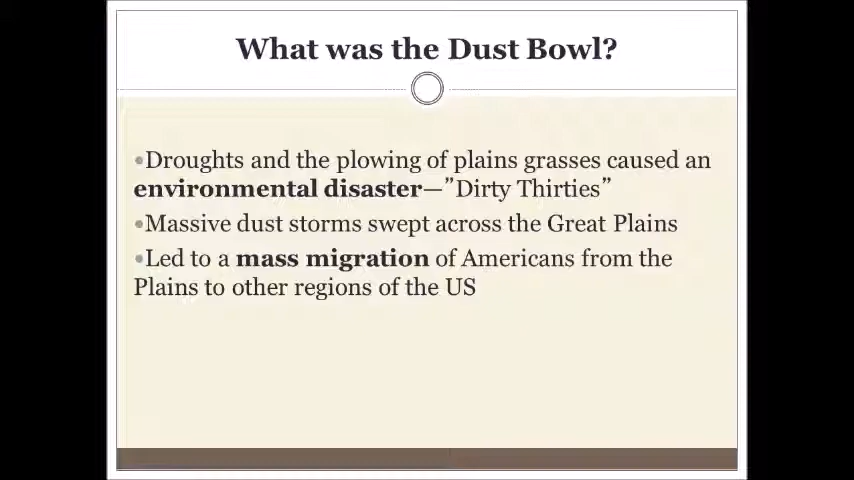 What was the Dust Bowl?
•Droughts and the plowing of plains grasses caused an
environmental disaster—”Dirty Thirties”
•Massive dust storms swept across the Great Plains
•Led to a mass migration of Americans from the
Plains to other regions of the US